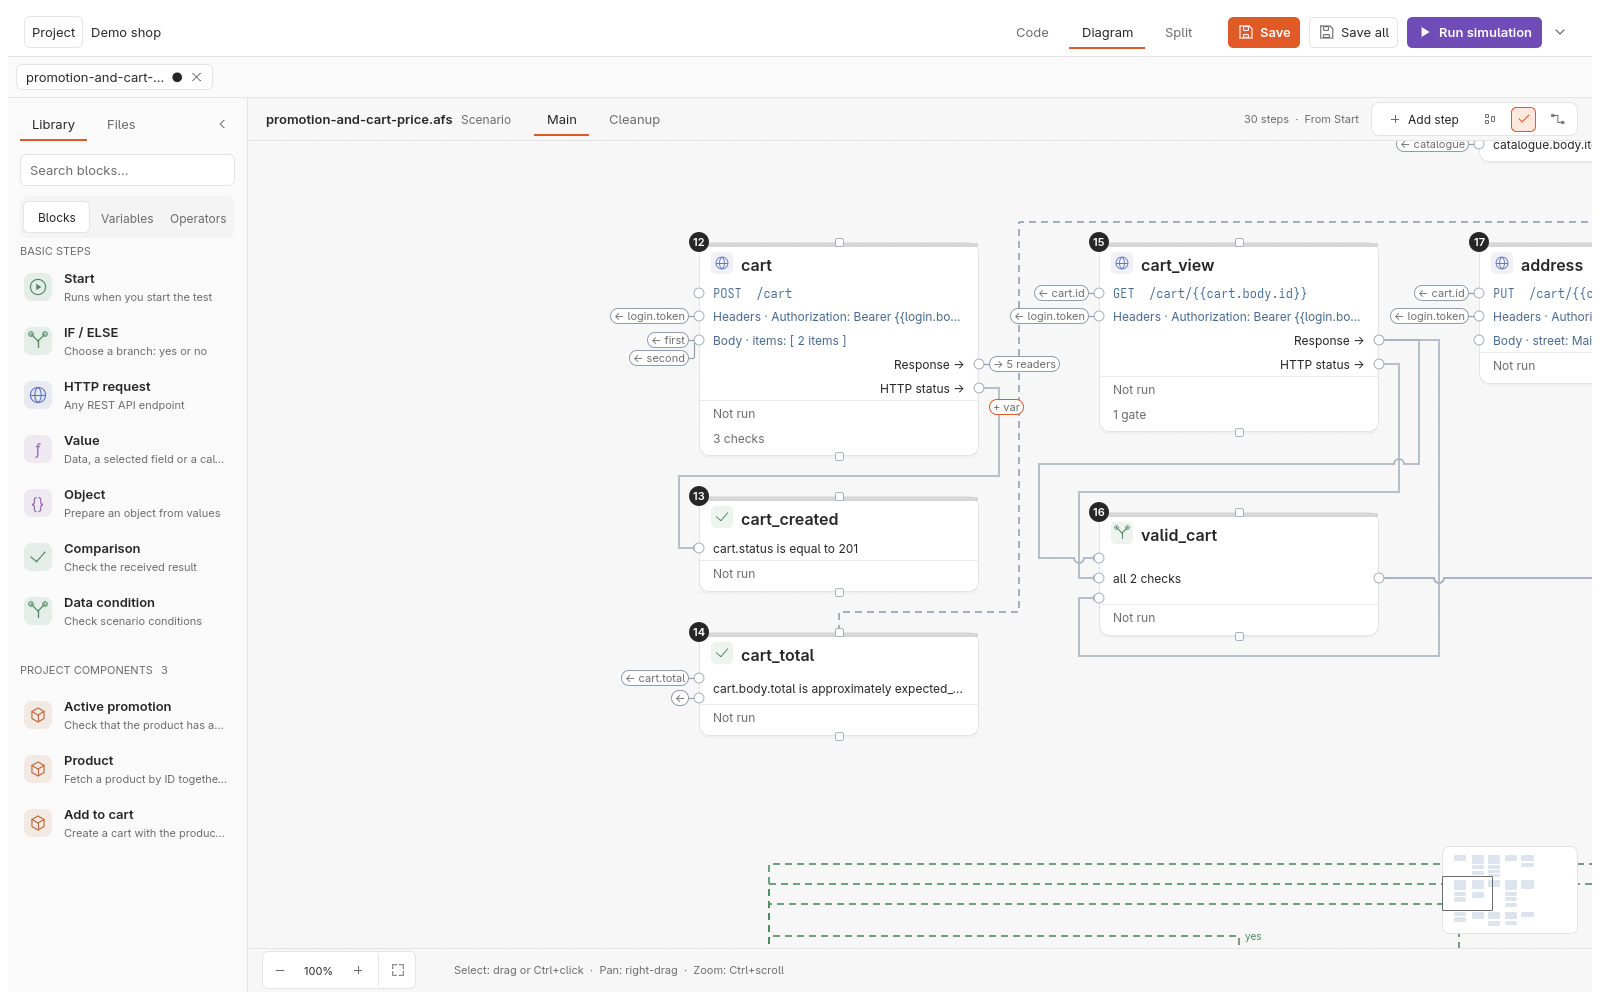 Project
Demo shop
Code
Diagram
Split
Save
Save all
Run simulation
promotion-and-cart-...
Library
Files
promotion-and-cart-price.afs
Scenario
Main
Cleanup
30 steps · From Start
Add step
Search blocks...
Blocks
Variables
Operators
BASIC STEPS
Start
Runs when you start the test
IF / ELSE
Choose a branch: yes or no
HTTP request
Any REST API endpoint
Value
Data, a selected field or a cal...
Object
Prepare an object from values
Comparison
Check the received result
Data condition
Check scenario conditions
PROJECT COMPONENTS 3
Active promotion
Check that the product has a...
Product
Fetch a product by ID togethe...
Add to cart
Create a cart with the produc...
← catalogue
catalogue.body.it
12
cart
POST /cart
← login.token
Headers · Authorization: Bearer {{login.bo...
← first
← second
Body · items: [ 2 items ]
Response →
→ 5 readers
HTTP status →
+ var
Not run
3 checks
13
cart_created
cart.status is equal to 201
Not run
14
cart_total
← cart.total
←
cart.body.total is approximately expected_...
Not run
15
cart_view
← cart.id
GET /cart/{{cart.body.id}}
← login.token
Headers · Authorization: Bearer {{login.bo...
Response →
HTTP status →
Not run
1 gate
16
valid_cart
all 2 checks
Not run
17
address
← cart.id
PUT /cart/{{c
← login.token
Headers · Authori
Body · street: Mai
Not run
yes
− 100% +
Select: drag or Ctrl+click · Pan: right-drag · Zoom: Ctrl+scroll